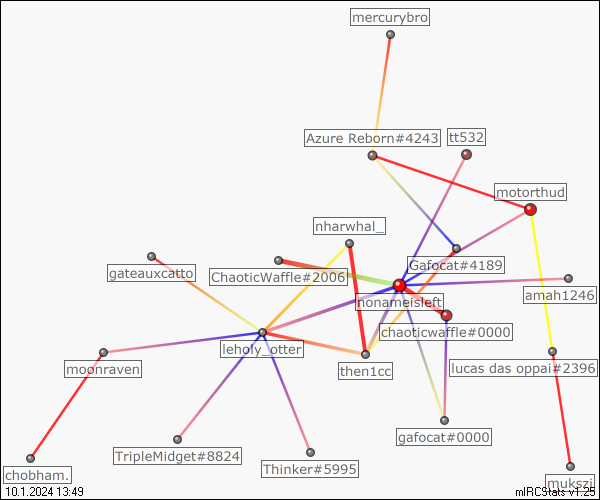 mercurybro
Azure Reborn#4243
tt532
motorthud
nharwhal_
Gafocat#4189
gateauxcatto
ChaoticWaffle#2006
amah1246
nonameisleft
chaoticwaffle#0000
leholy_otter
moonraven
then1cc
lucas das oppai#2396
gafocat#0000
TripleMidget#8824
Thinker#5995
chobham.
mukszi
10.1.2024 13:49
mIRCStats v1.25